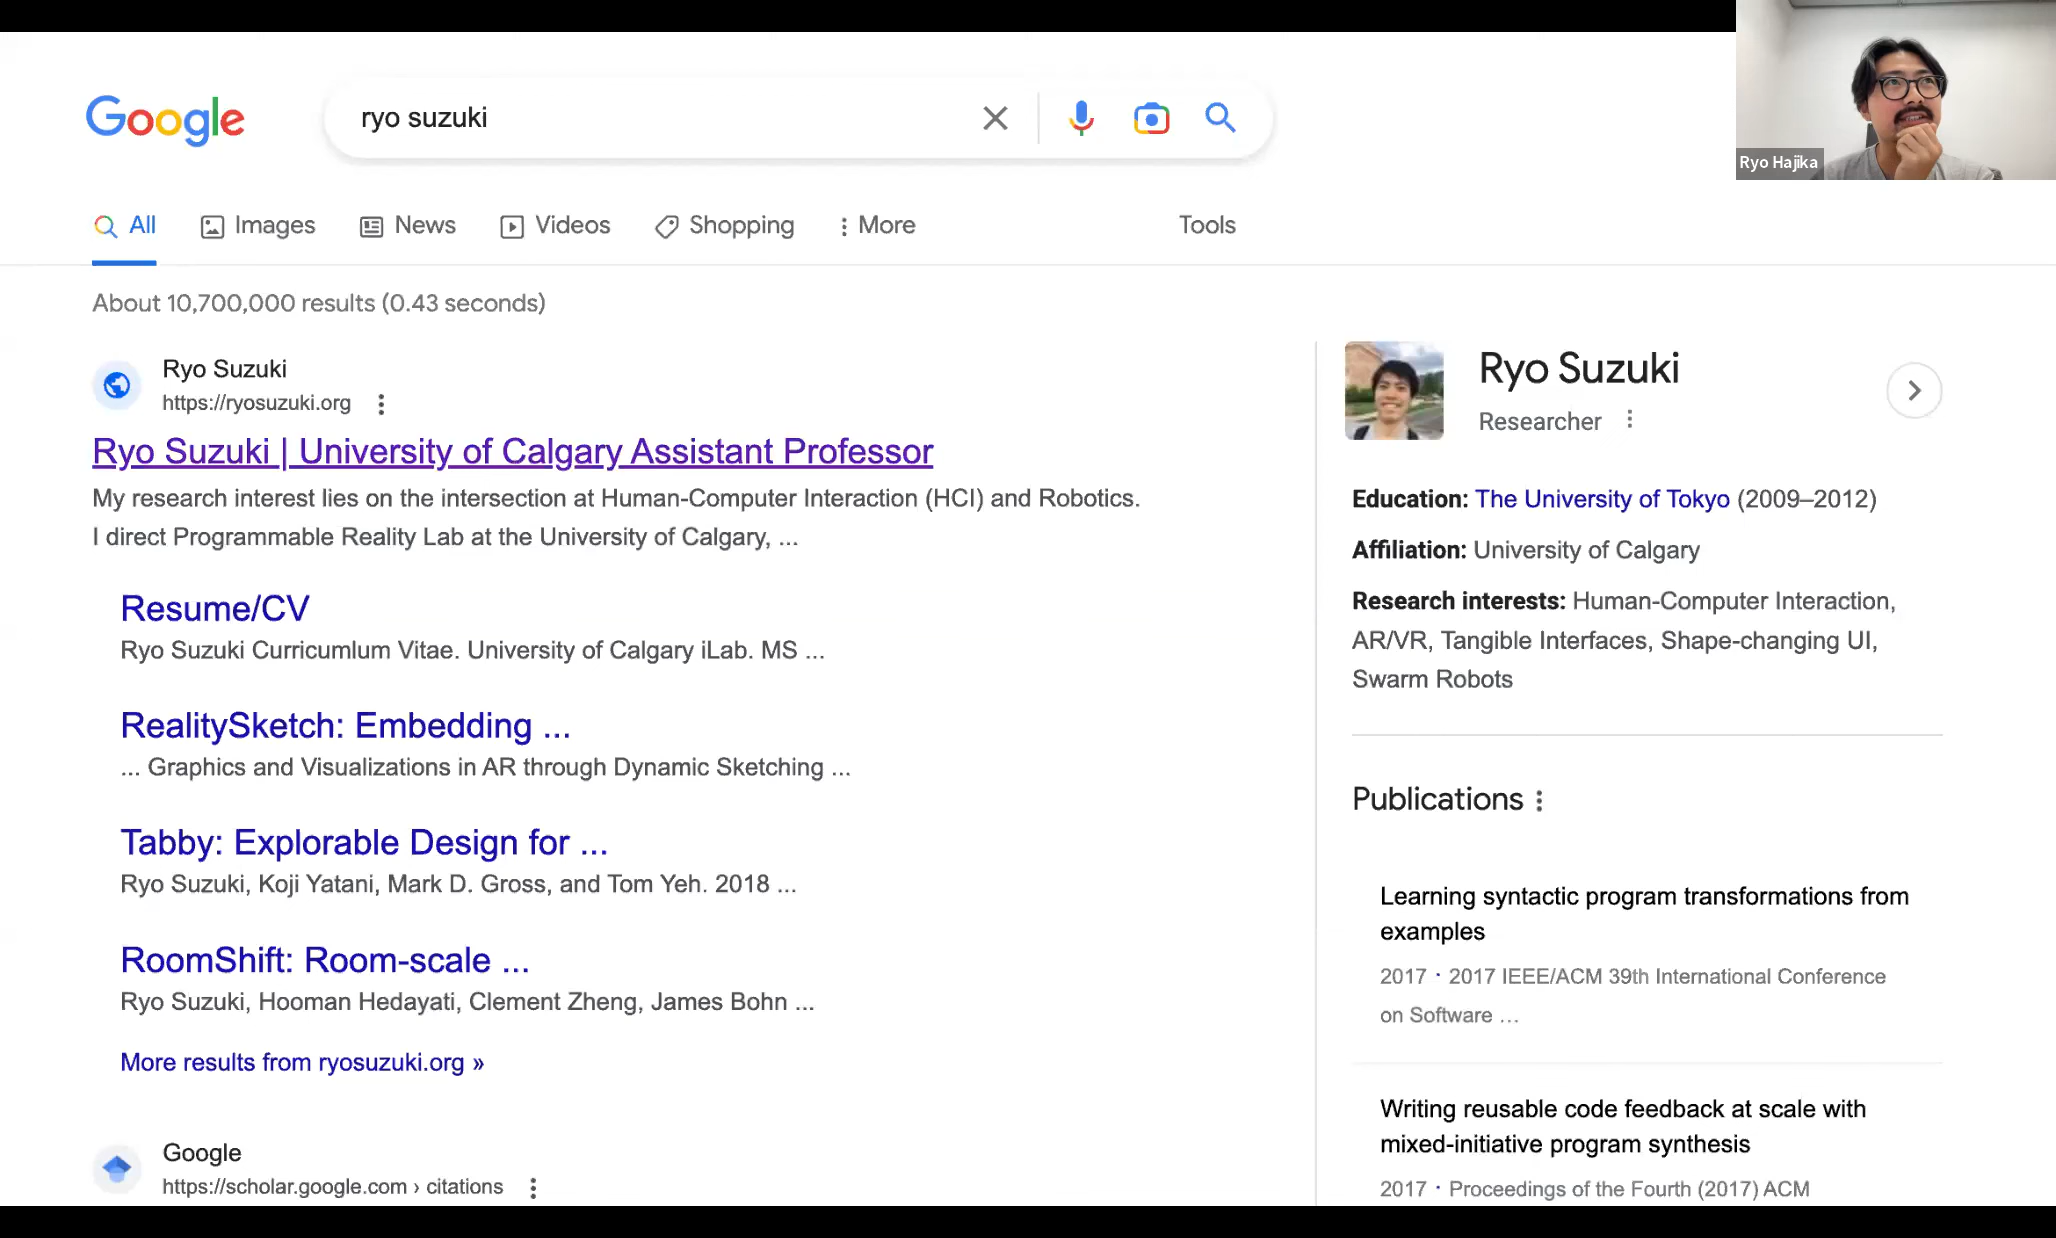 Google
ryo suzuki
Ryo Hajika
All
Images
News
Videos
Shopping
More
Tools
About 10,700,000 results (0.43 seconds)
Ryo Suzuki
https://ryosuzuki.org
Ryo Suzuki | University of Calgary Assistant Professor
My research interest lies on the intersection at Human-Computer Interaction (HCI) and Robotics.
I direct Programmable Reality Lab at the University of Calgary, ...
Resume/CV
Ryo Suzuki Curricumlum Vitae. University of Calgary iLab. MS ...
RealitySketch: Embedding ...
... Graphics and Visualizations in AR through Dynamic Sketching ...
Tabby: Explorable Design for ...
Ryo Suzuki, Koji Yatani, Mark D. Gross, and Tom Yeh. 2018 ...
RoomShift: Room-scale ...
Ryo Suzuki, Hooman Hedayati, Clement Zheng, James Bohn ...
More results from ryosuzuki.org »
Google
https://scholar.google.com › citations
Ryo Suzuki
Researcher
Education: The University of Tokyo (2009–2012)
Affiliation: University of Calgary
Research interests: Human-Computer Interaction,
AR/VR, Tangible Interfaces, Shape-changing UI,
Swarm Robots
Publications
Learning syntactic program transformations from
examples
2017 · 2017 IEEE/ACM 39th International Conference
on Software ...
Writing reusable code feedback at scale with
mixed-initiative program synthesis
2017 · Proceedings of the Fourth (2017) ACM